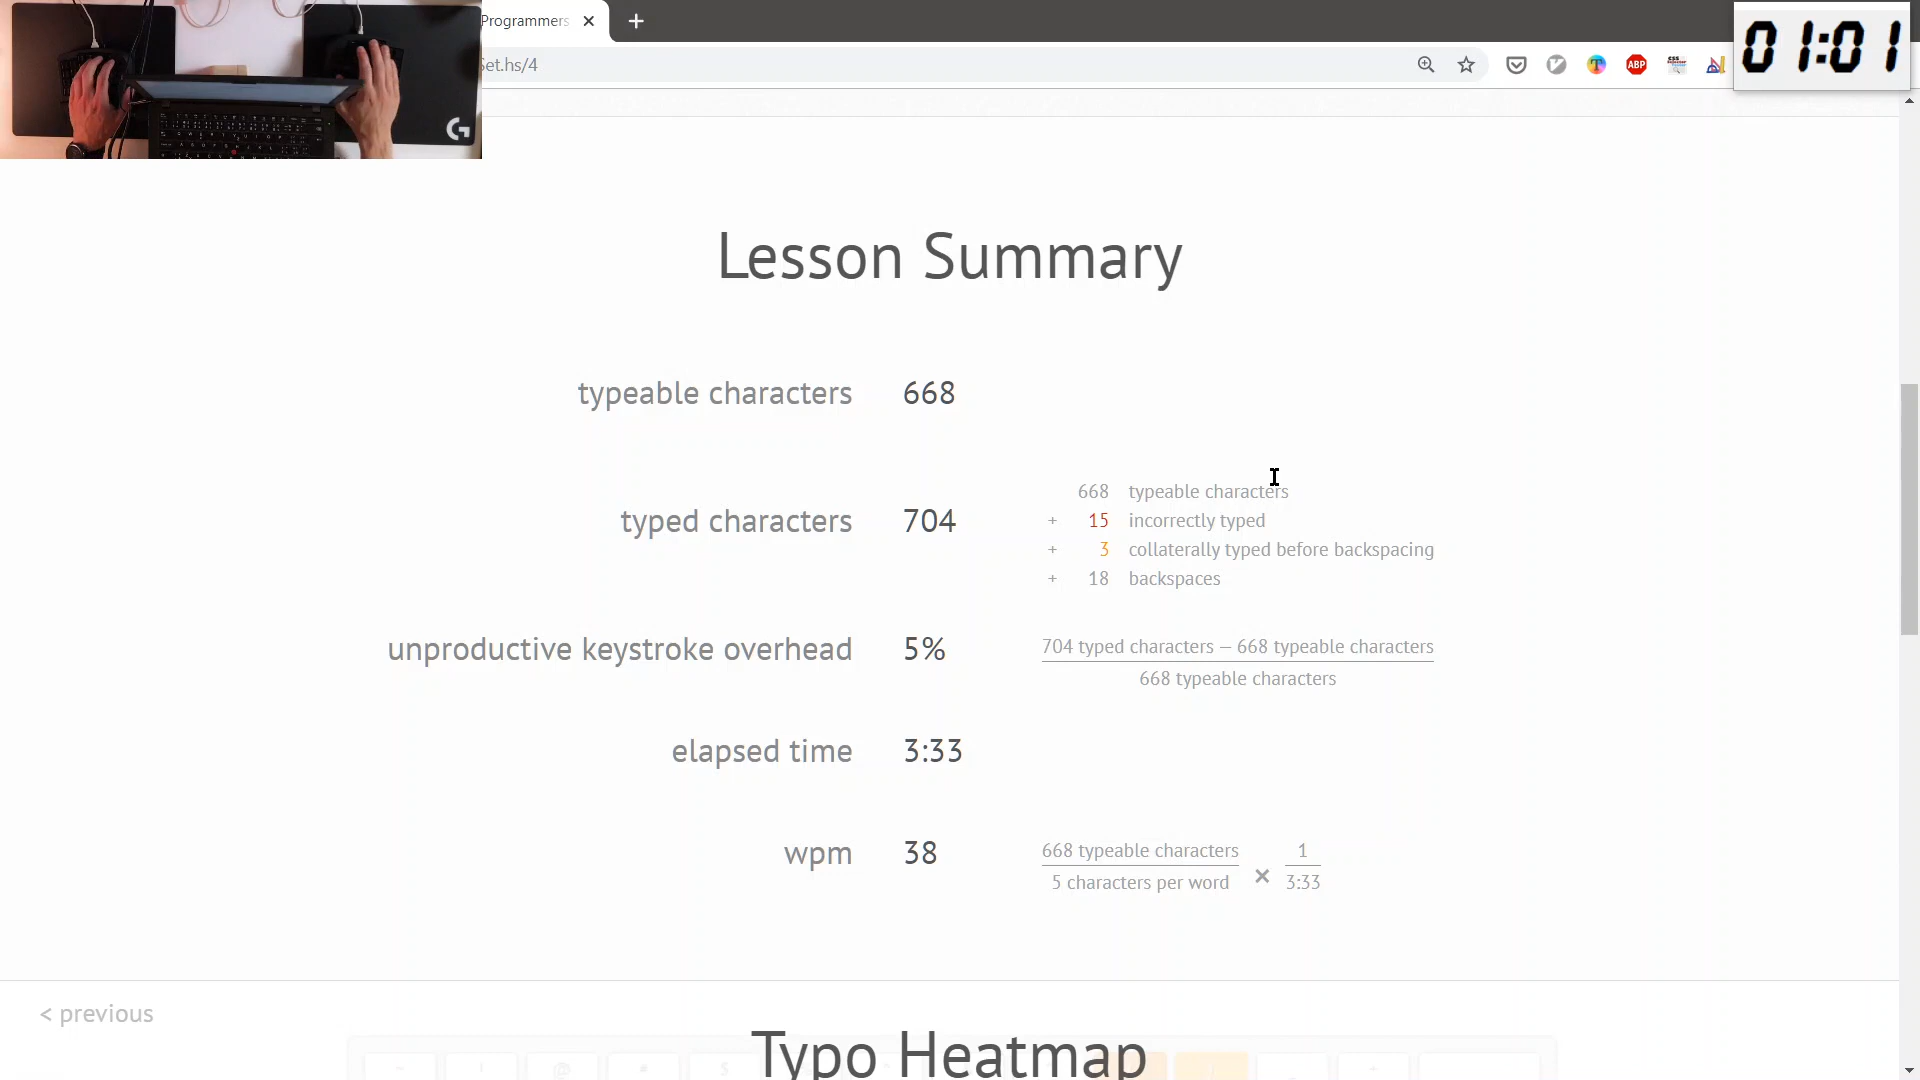 Programmers
Set.hs/4
ABP
CSS
01:01
Lesson Summary
typeable characters 668
typed characters 704
668 typeable characters
+ 15 incorrectly typed
+ 3 collaterally typed before backspacing
+ 18 backspaces
unproductive keystroke overhead 5%
704 typed characters — 668 typeable characters
668 typeable characters
elapsed time 3:33
wpm 38
668 typeable characters
5 characters per word
×
1
3:33
< previous
Typo Heatmap
~ ! @ # $